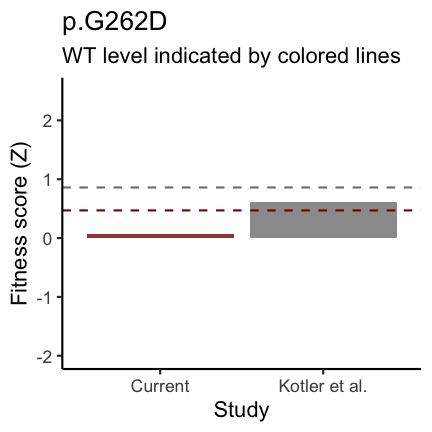 p.G262D
WT level indicated by colored lines
Fitness score (Z)
2
1
0
-1
-2
Current
Kotler et al.
Study